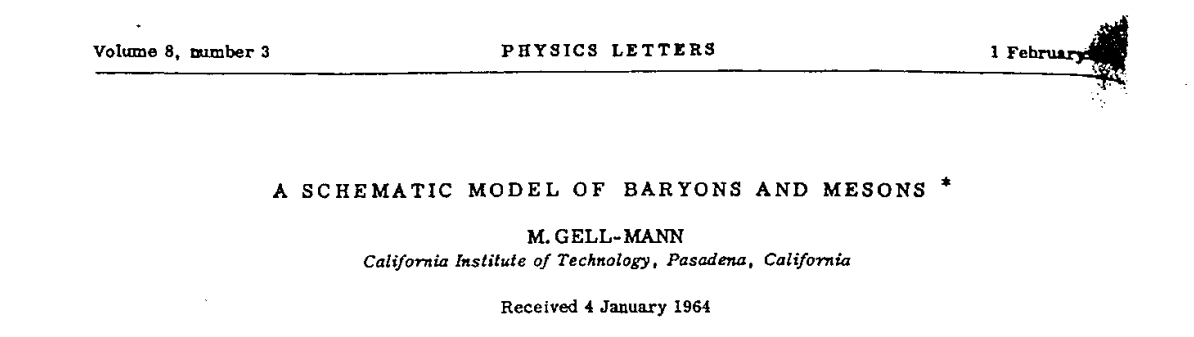 Volume 8, number 3 PHYSICS LETTERS 1 February
A SCHEMATIC MODEL OF BARYONS AND MESONS *
M. GELL-MANN
California Institute of Technology, Pasadena, California
Received 4 January 1964